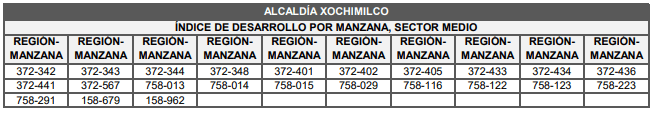 ALCALDÍA XOCHIMILCO
ÍNDICE DE DESARROLLO POR MANZANA, SECTOR MEDIO
REGIÓN- REGIÓN- REGIÓN- REGIÓN- REGIÓN- REGIÓN- REGIÓN- REGIÓN- REGIÓN- REGIÓN-
MANZANA MANZANA MANZANA MANZANA MANZANA MANZANA MANZANA MANZANA MANZANA MANZANA
372-342 372-343 372-344 372-348 372-401 372-402 372-405 372-433 372-434 372-436
372-441 372-567 758-013 758-014 758-015 758-029 758-116 758-122 758-123 758-223
758-291 158-679 158-962